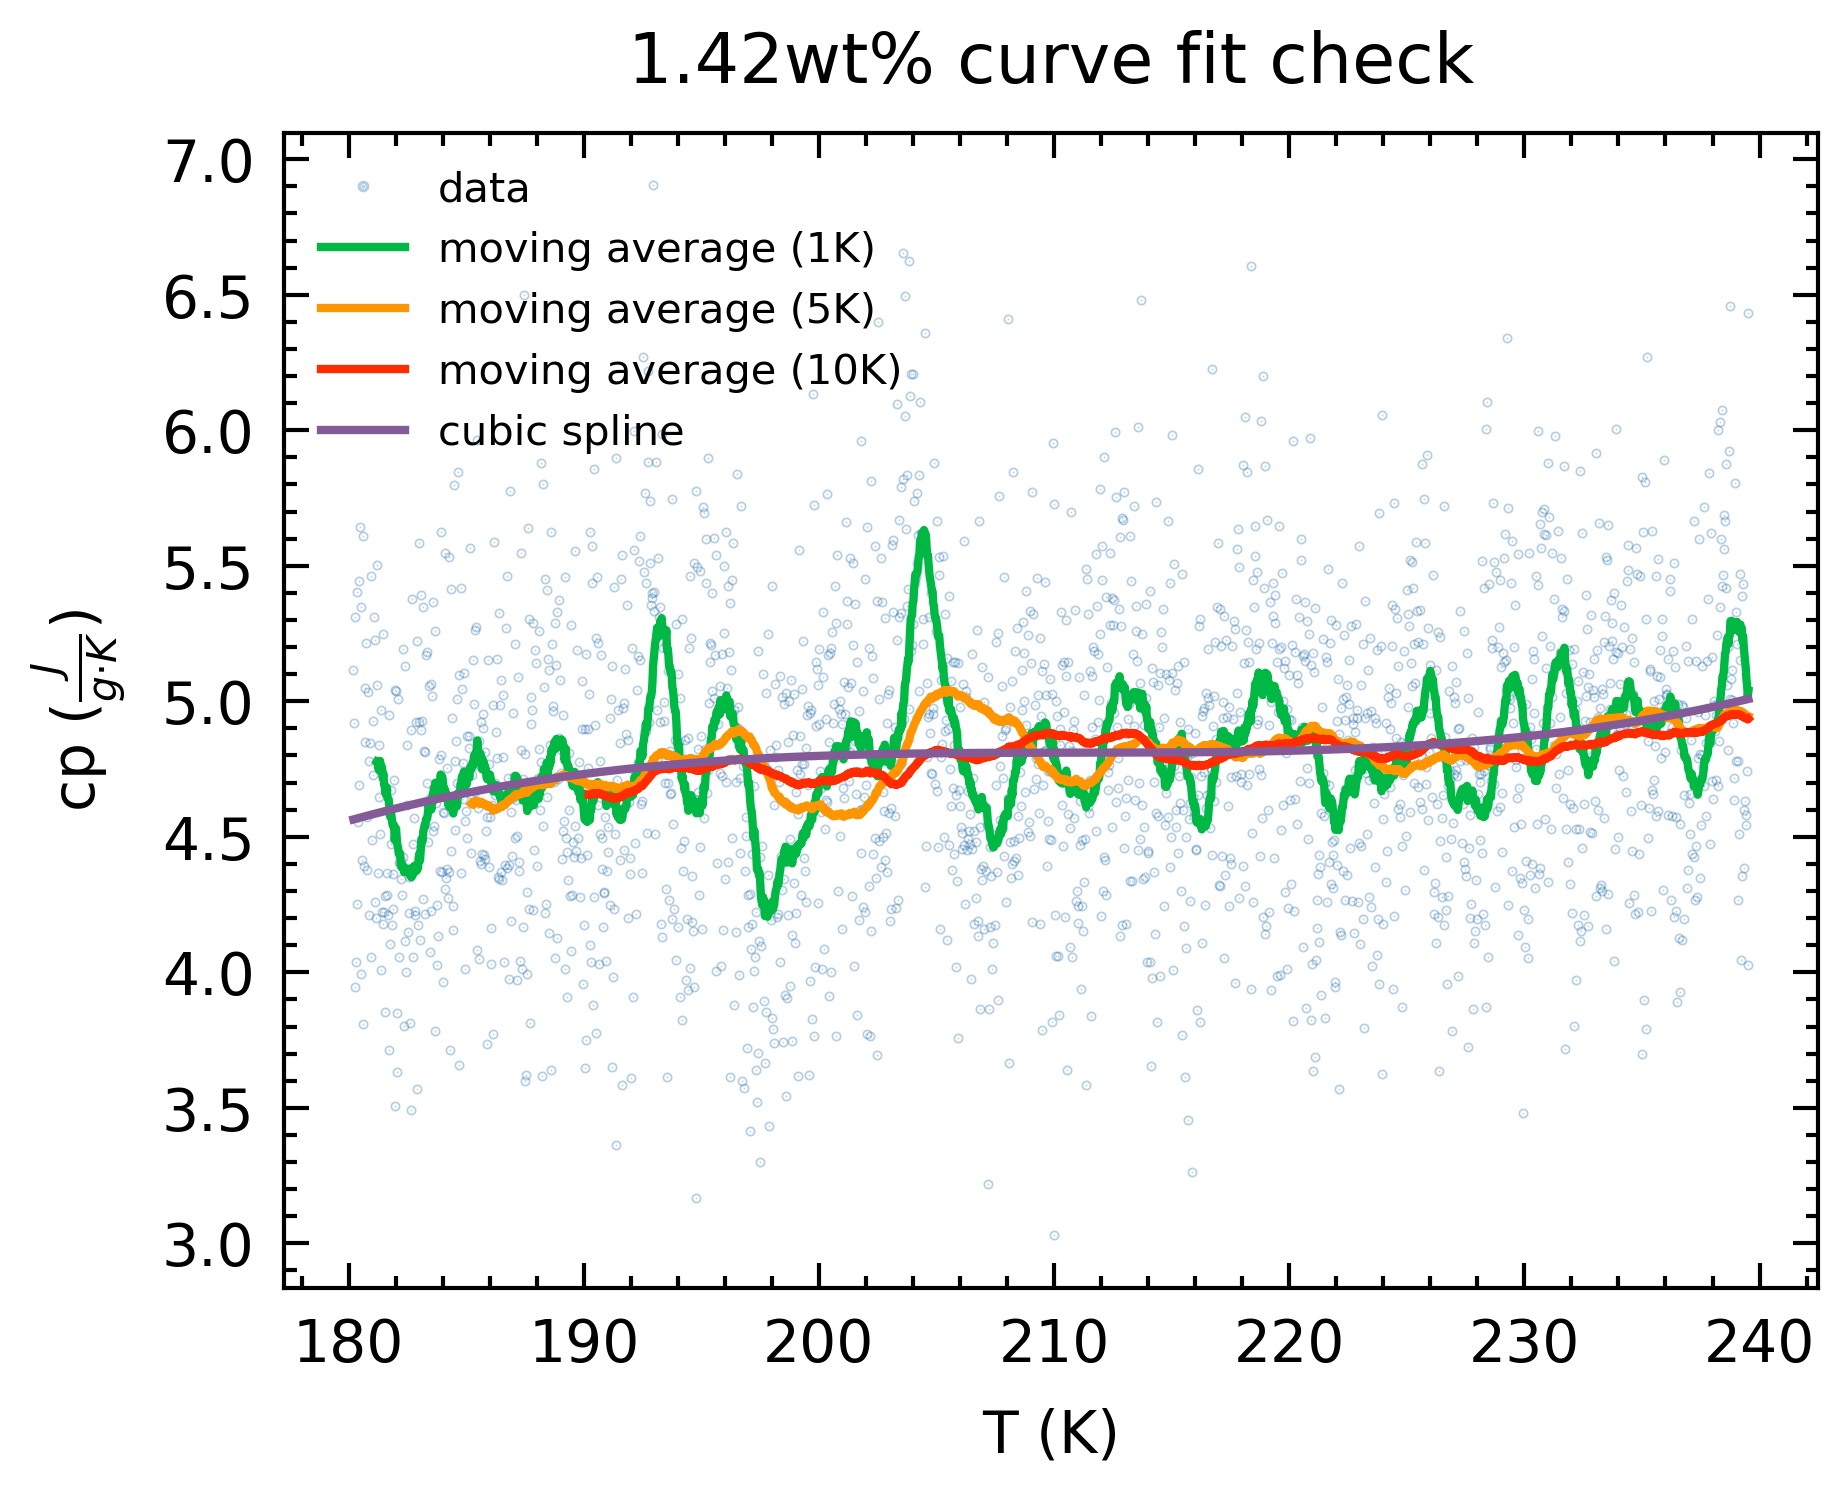 1.42wt% curve fit check
data
moving average (1K)
moving average (5K)
moving average (10K)
cubic spline
7.0
6.5
6.0
5.5
5.0
4.5
4.0
3.5
3.0
cp (J/g·K)
180 190 200 210 220 230 240
T (K)